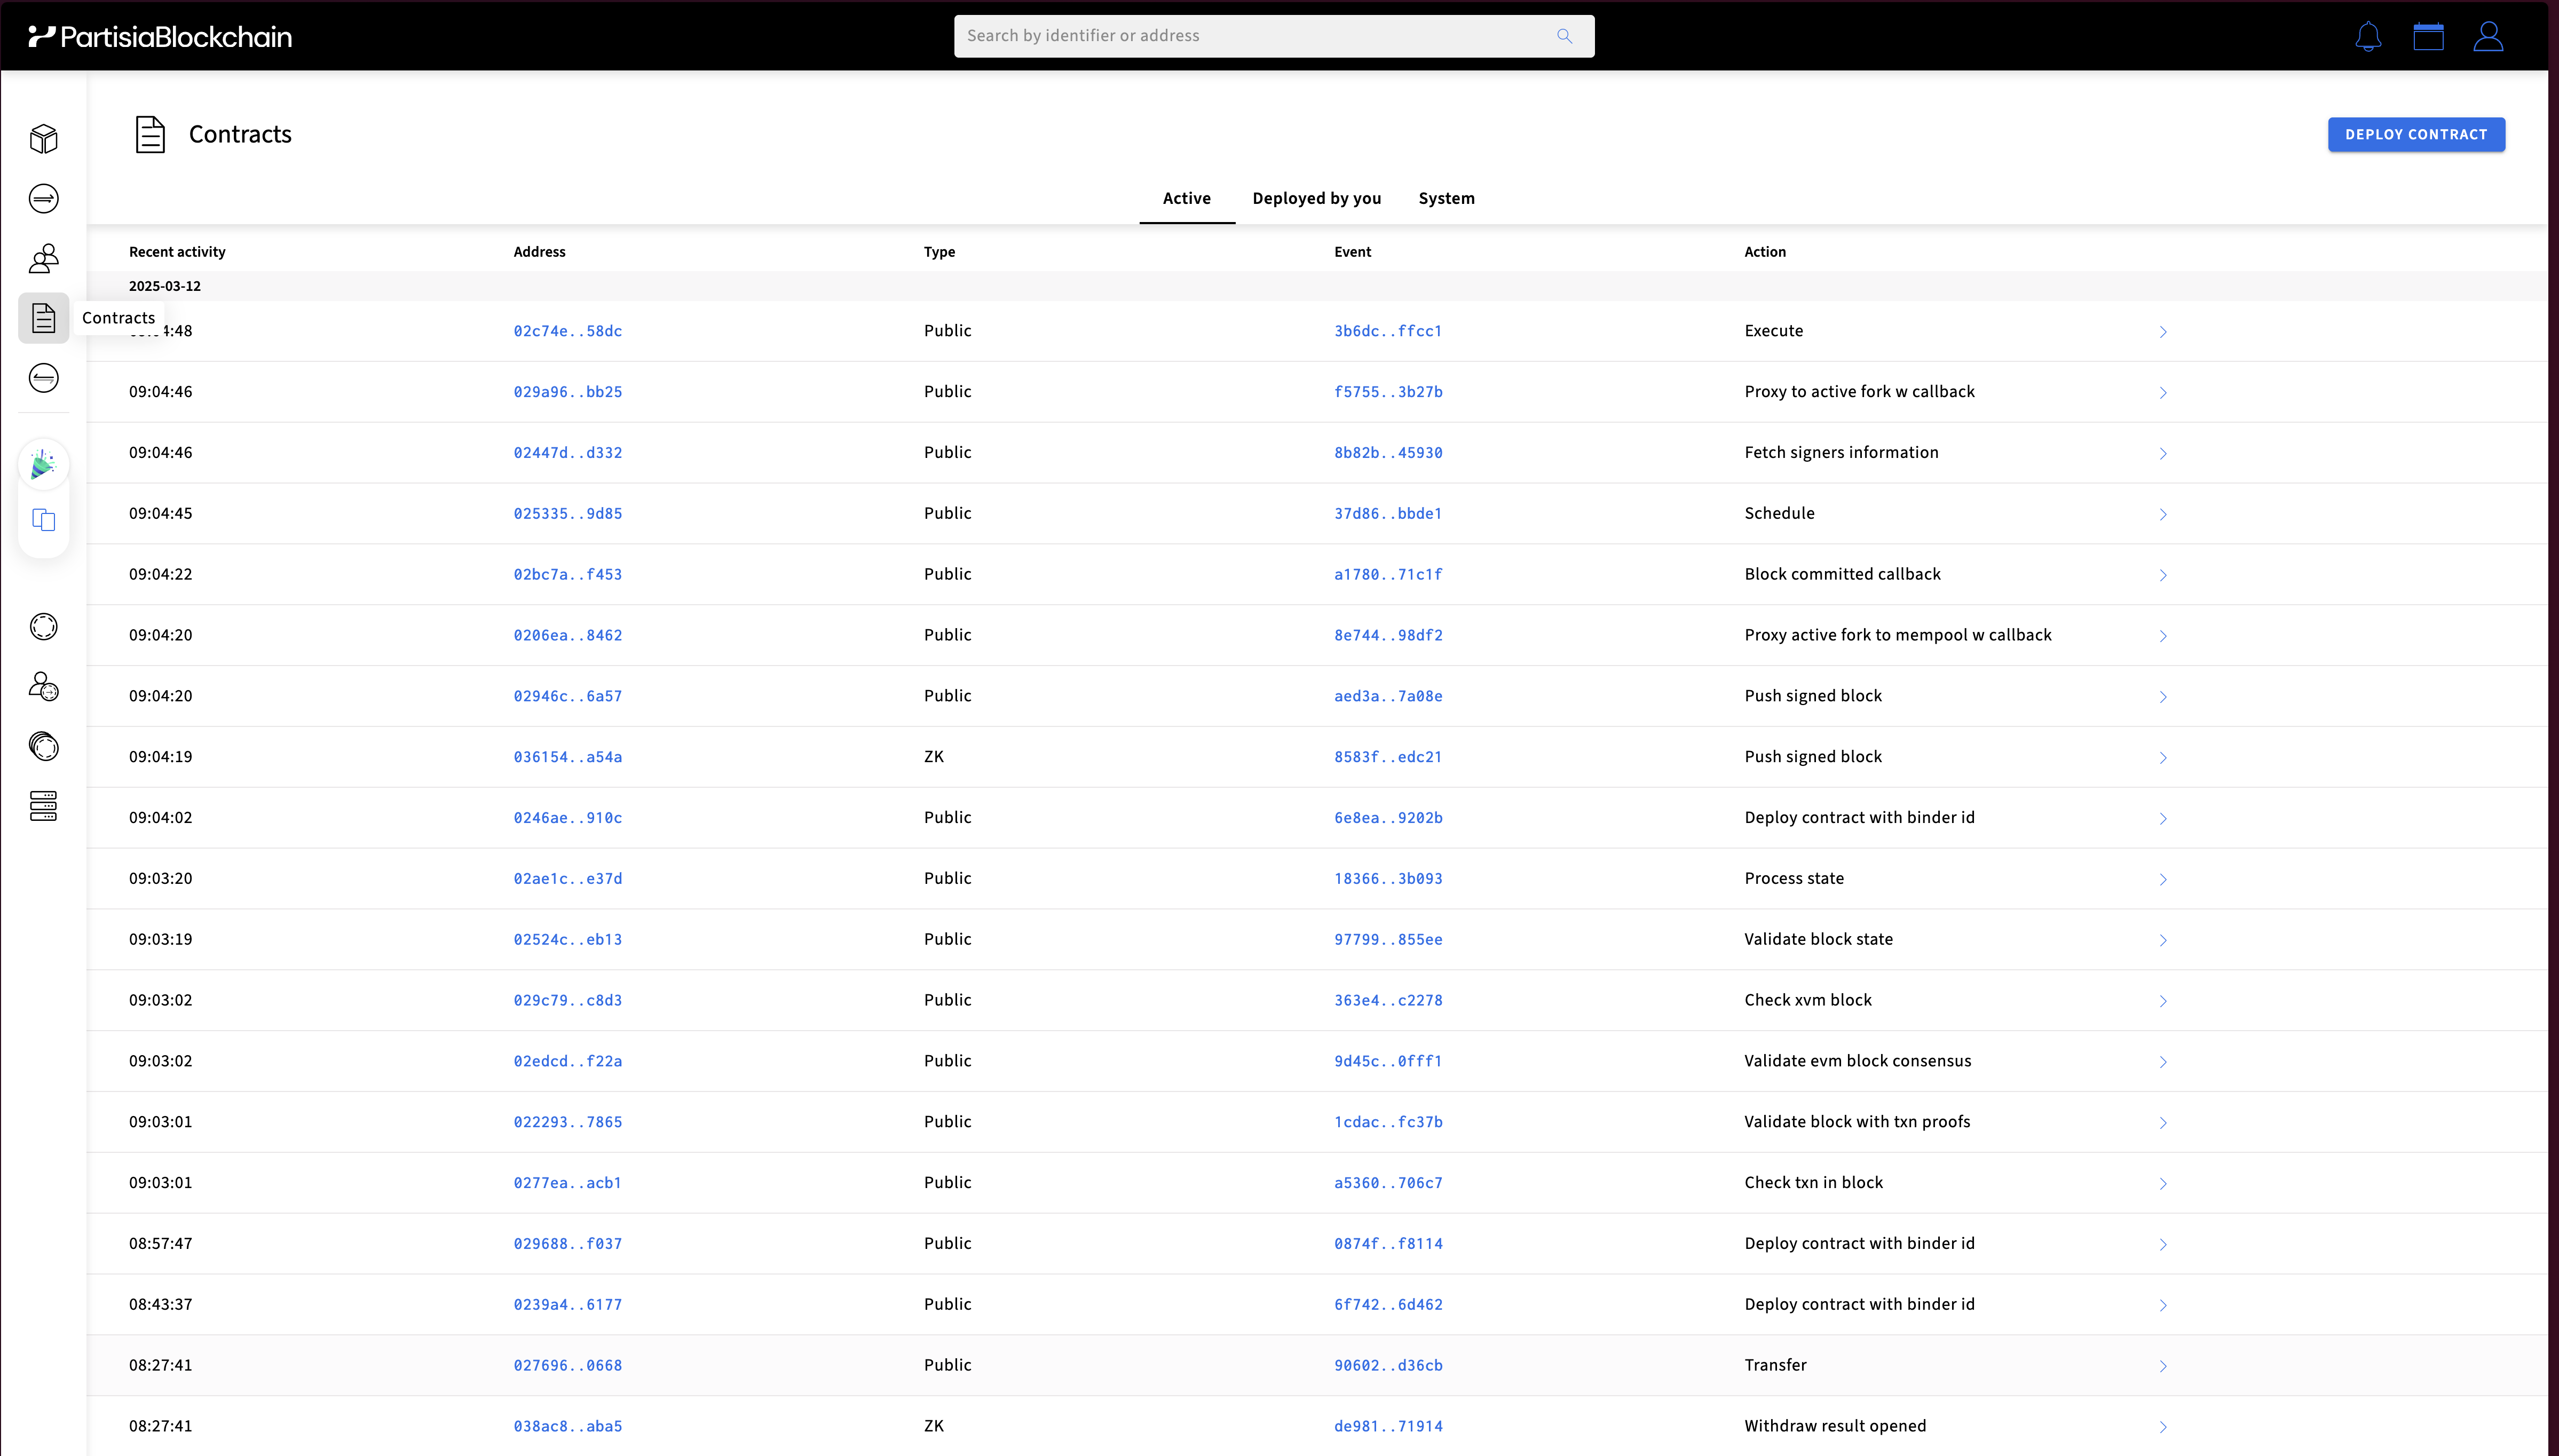 PartisiaBlockchain
Search by identifier or address
Contracts
DEPLOY CONTRACT
Active Deployed by you System
Recent activity Address Type Event Action
2025-03-12
Contracts
4:48 02c74e..58dc Public 3b6dc..ffcc1 Execute
09:04:46 029a96..bb25 Public f5755..3b27b Proxy to active fork w callback
09:04:46 02447d..d332 Public 8b82b..45930 Fetch signers information
09:04:45 025335..9d85 Public 37d86..bbde1 Schedule
09:04:22 02bc7a..f453 Public a1780..71c1f Block committed callback
09:04:20 0206ea..8462 Public 8e744..98df2 Proxy active fork to mempool w callback
09:04:20 02946c..6a57 Public aed3a..7a08e Push signed block
09:04:19 036154..a54a ZK 8583f..edc21 Push signed block
09:04:02 0246ae..910c Public 6e8ea..9202b Deploy contract with binder id
09:03:20 02ae1c..e37d Public 18366..3b093 Process state
09:03:19 02524c..eb13 Public 97799..855ee Validate block state
09:03:02 029c79..c8d3 Public 363e4..c2278 Check xvm block
09:03:02 02edcd..f22a Public 9d45c..0fff1 Validate evm block consensus
09:03:01 022293..7865 Public 1cdac..fc37b Validate block with txn proofs
09:03:01 0277ea..acb1 Public a5360..706c7 Check txn in block
08:57:47 029688..f037 Public 0874f..f8114 Deploy contract with binder id
08:43:37 0239a4..6177 Public 6f742..6d462 Deploy contract with binder id
08:27:41 027696..0668 Public 90602..d36cb Transfer
08:27:41 038ac8..aba5 ZK de981..71914 Withdraw result opened